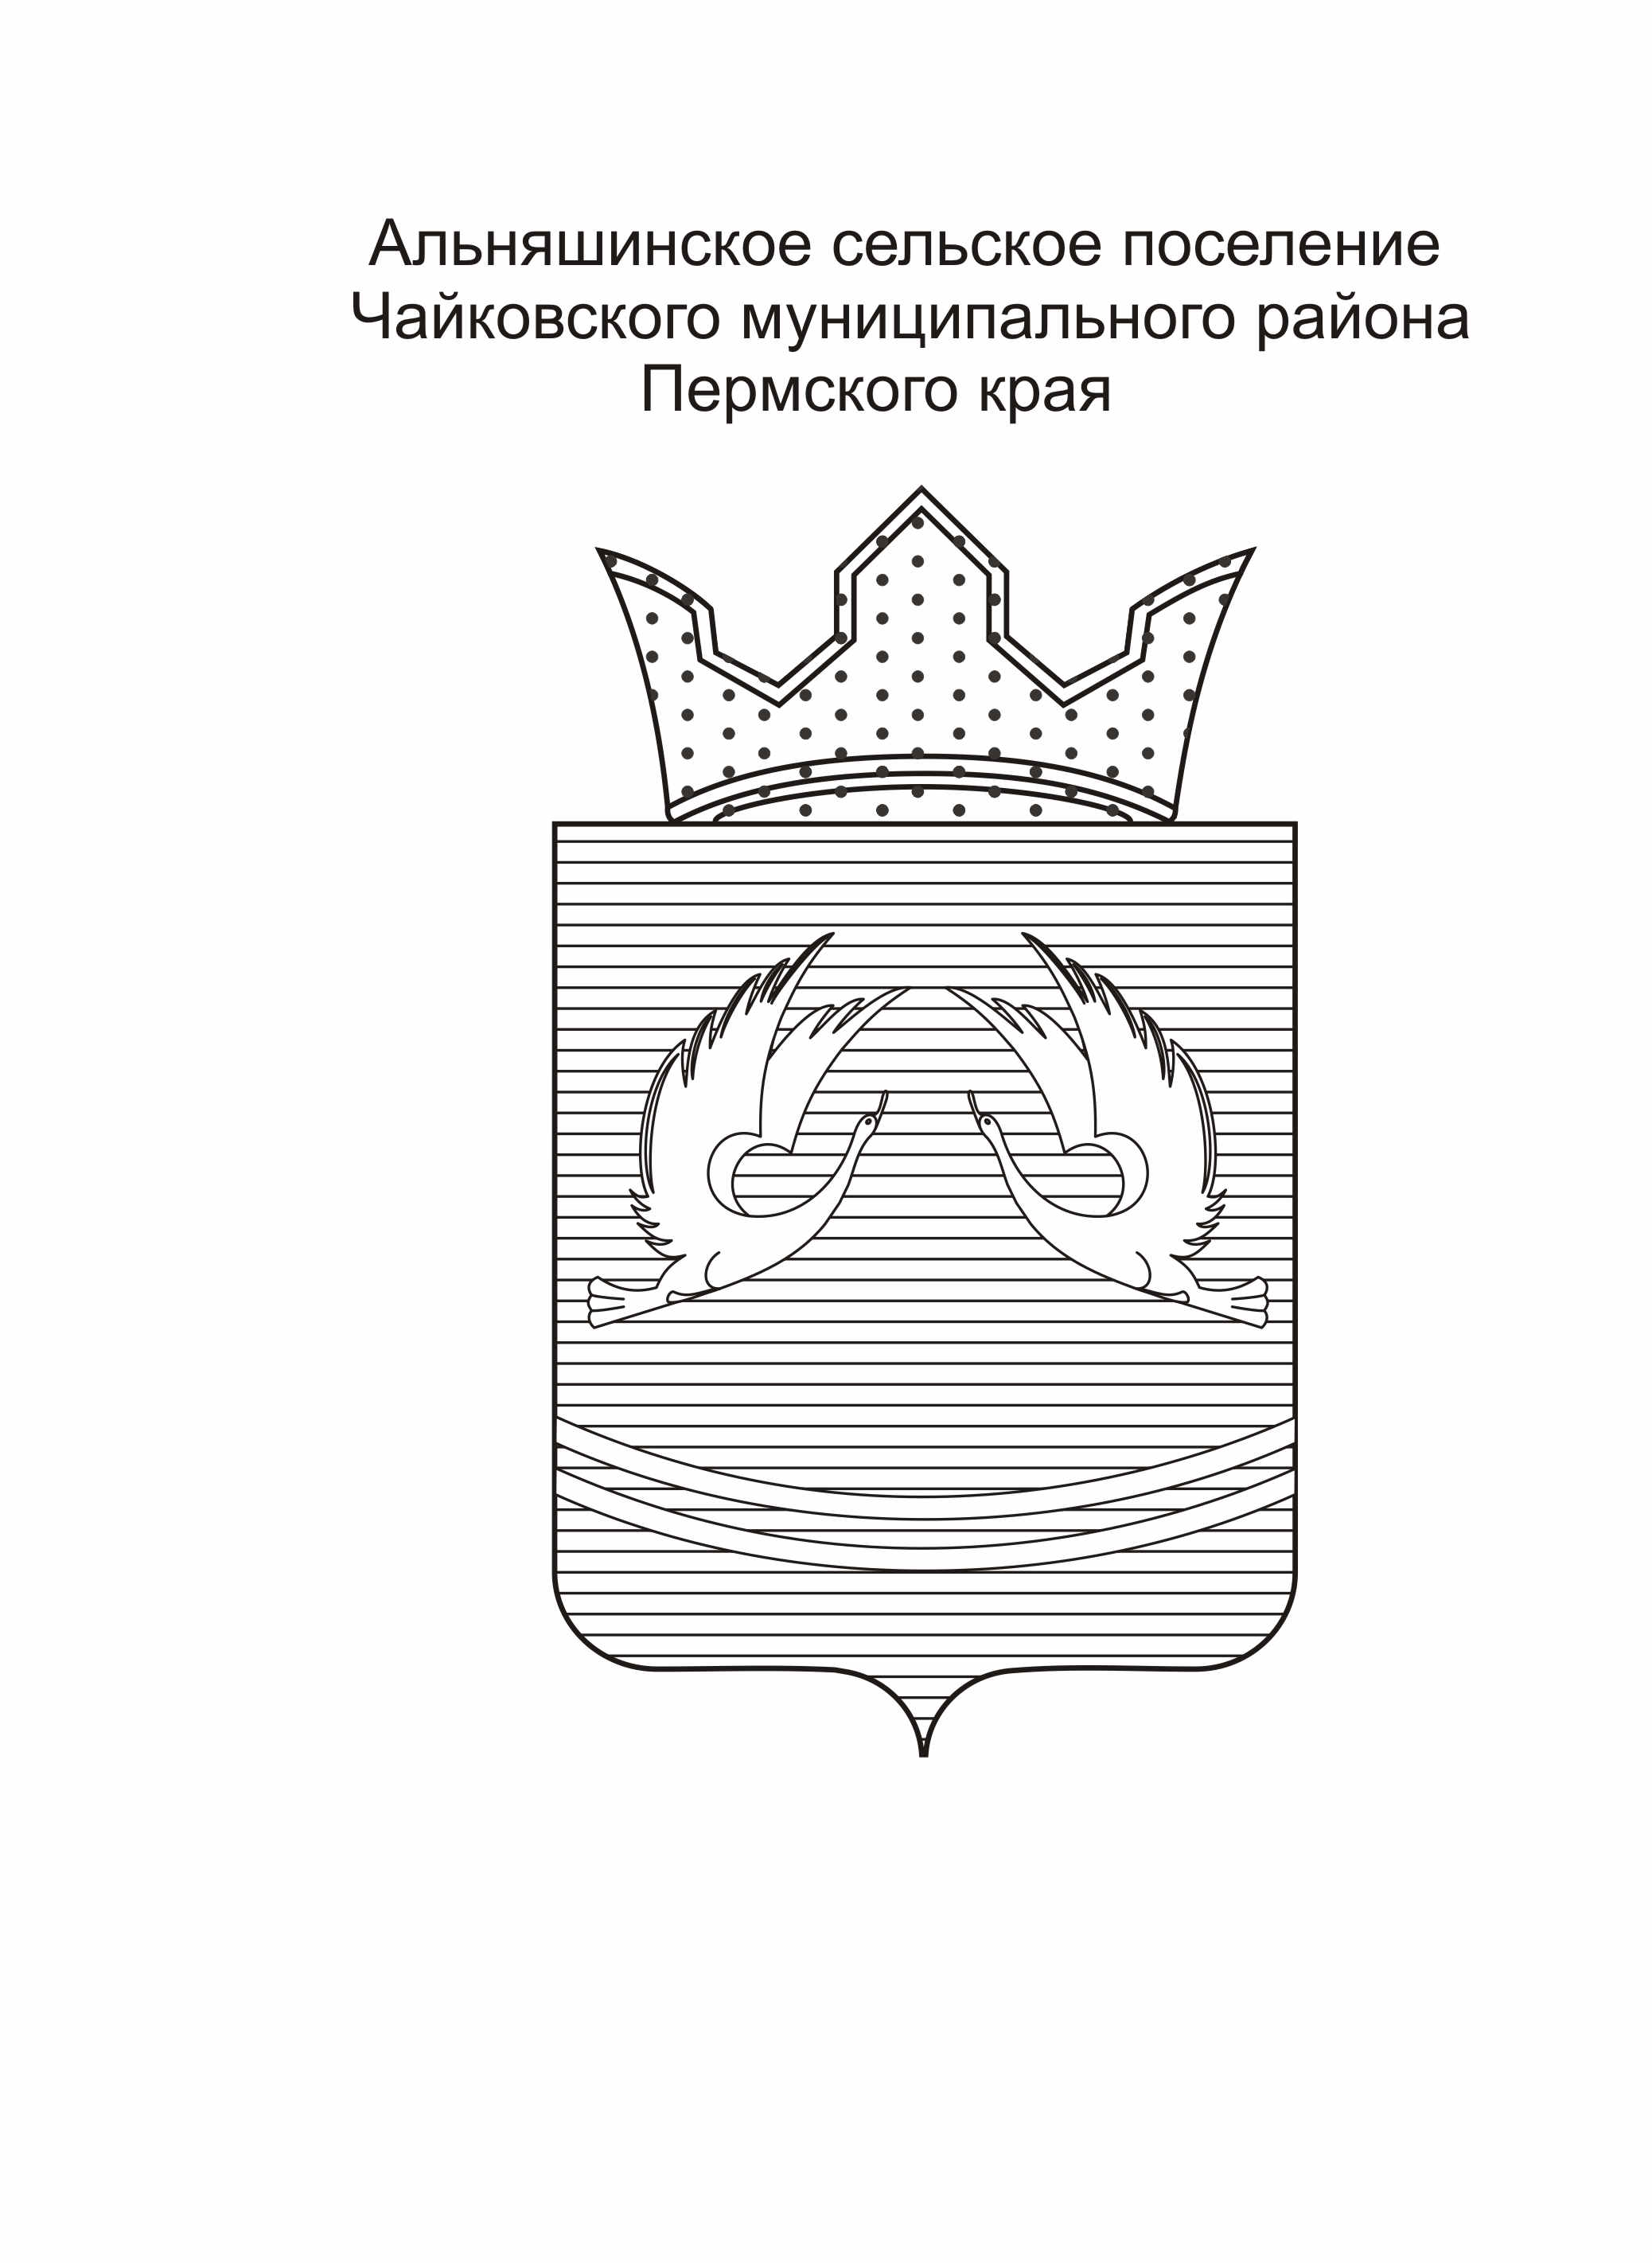 Альняшинское сельское поселение
Чайковского муниципального района
Пермского края